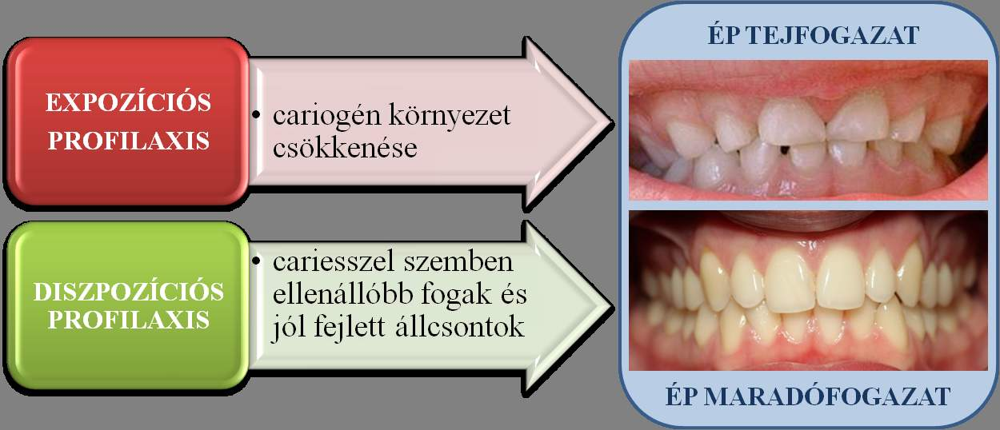 EXPOZÍCIÓS
PROFILAXIS
• cariogén környezet
csökkenése
DISZPOZÍCIÓS
PROFILAXIS
• cariesszel szemben
ellenállóbb fogak és
jól fejlett állcsontok
ÉP TEJFOGAZAT
ÉP MARADÓFOGAZAT